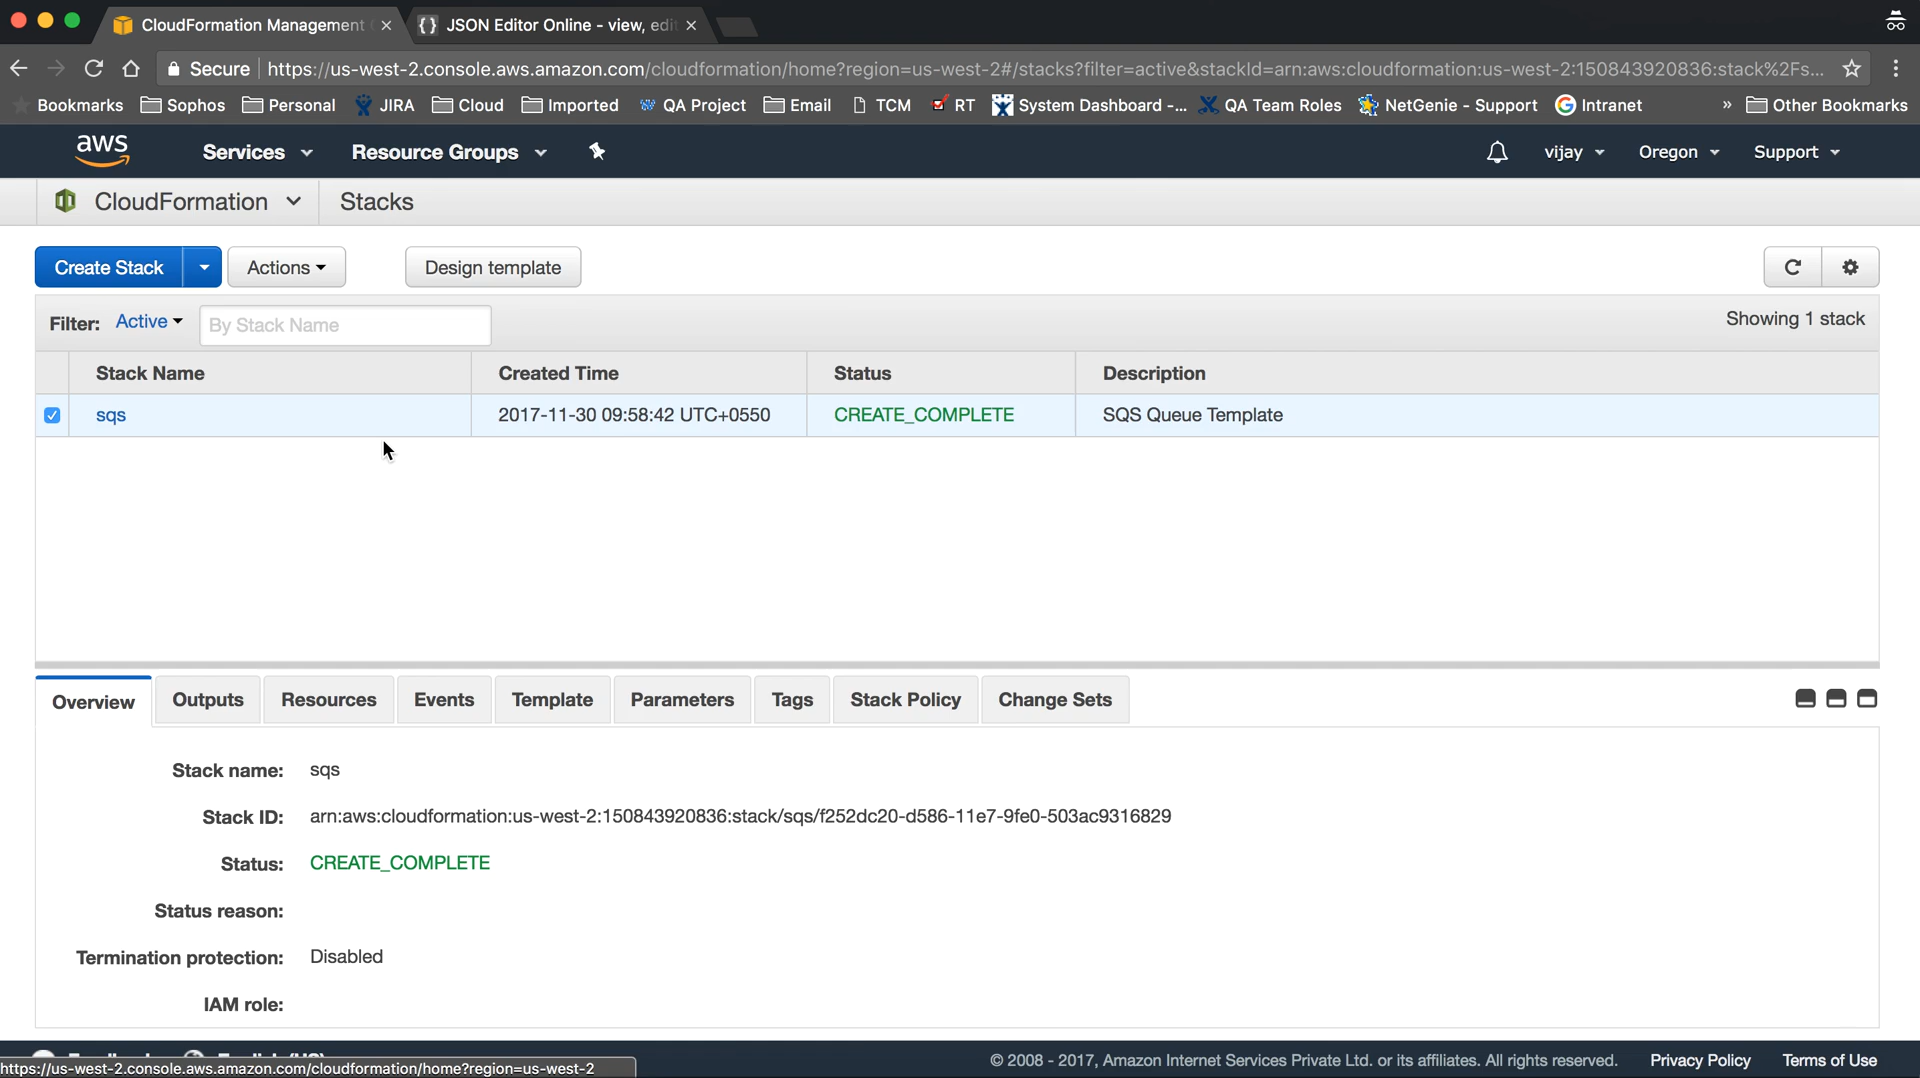 CloudFormation Management
JSON Editor Online - view, edi
Secure https://us-west-2.console.aws.amazon.com/cloudformation/home?region=us-west-2#/stacks?filter=active&stackId=arn:aws:cloudformation:us-west-2:150843920836:stack%2Fs...
Bookmarks Sophos Personal JIRA Cloud Imported QA Project Email TCM RT System Dashboard -... QA Team Roles NetGenie - Support Intranet » Other Bookmarks
aws Services Resource Groups vijay Oregon Support
CloudFormation Stacks
Create Stack Actions Design template
Filter: Active By Stack Name Showing 1 stack
Stack Name Created Time Status Description
sqs 2017-11-30 09:58:42 UTC+0550 CREATE_COMPLETE SQS Queue Template
Overview Outputs Resources Events Template Parameters Tags Stack Policy Change Sets
Stack name: sqs
Stack ID: arn:aws:cloudformation:us-west-2:150843920836:stack/sqs/f252dc20-d586-11e7-9fe0-503ac9316829
Status: CREATE_COMPLETE
Status reason:
Termination protection: Disabled
IAM role:
© 2008 - 2017, Amazon Internet Services Private Ltd. or its affiliates. All rights reserved. Privacy Policy Terms of Use
https://us-west-2.console.aws.amazon.com/cloudformation/home?region=us-west-2